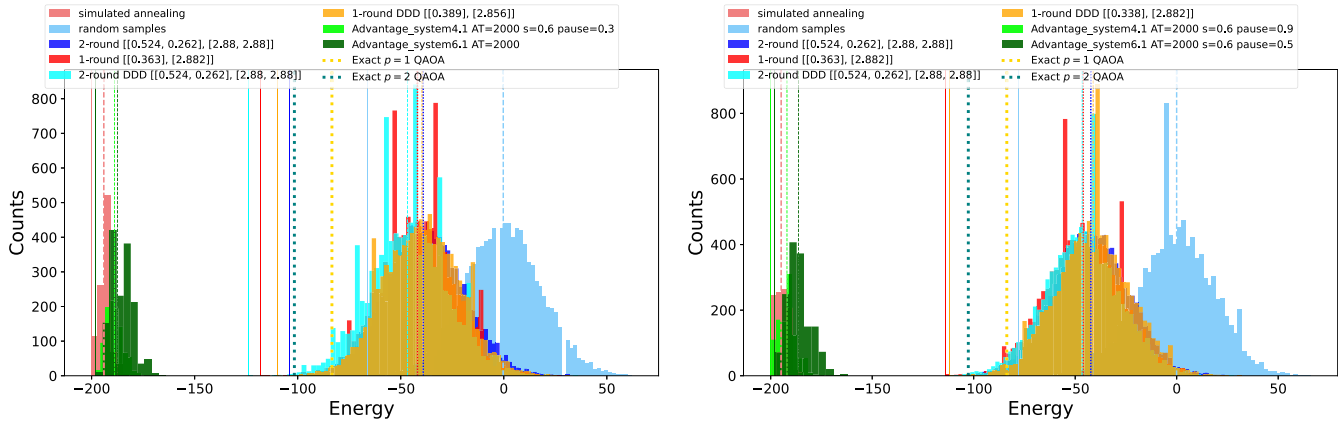 simulated annealing
random samples
2-round [[0.524, 0.262], [2.88, 2.88]]
1-round [[0.363], [2.882]]
2-round DDD [[0.524, 0.262], [2.88, 2.88]]
1-round DDD [[0.389], [2.856]]
Advantage_system4.1 AT=2000 s=0.6 pause=0.3
Advantage_system6.1 AT=2000
Exact p = 1 QAOA
Exact p = 2 QAOA
Counts
800
700
600
500
400
300
200
100
0
−200
−150
−100
−50
0
50
Energy
simulated annealing
random samples
2-round [[0.524, 0.262], [2.88, 2.88]]
1-round [[0.363], [2.882]]
2-round DDD [[0.524, 0.262], [2.88, 2.88]]
1-round DDD [[0.338], [2.882]]
Advantage_system4.1 AT=2000 s=0.6 pause=0.9
Advantage_system6.1 AT=2000 s=0.6 pause=0.5
Exact p = 1 QAOA
Exact p = 2 QAOA
Counts
800
600
400
200
0
−200
−150
−100
−50
0
50
Energy